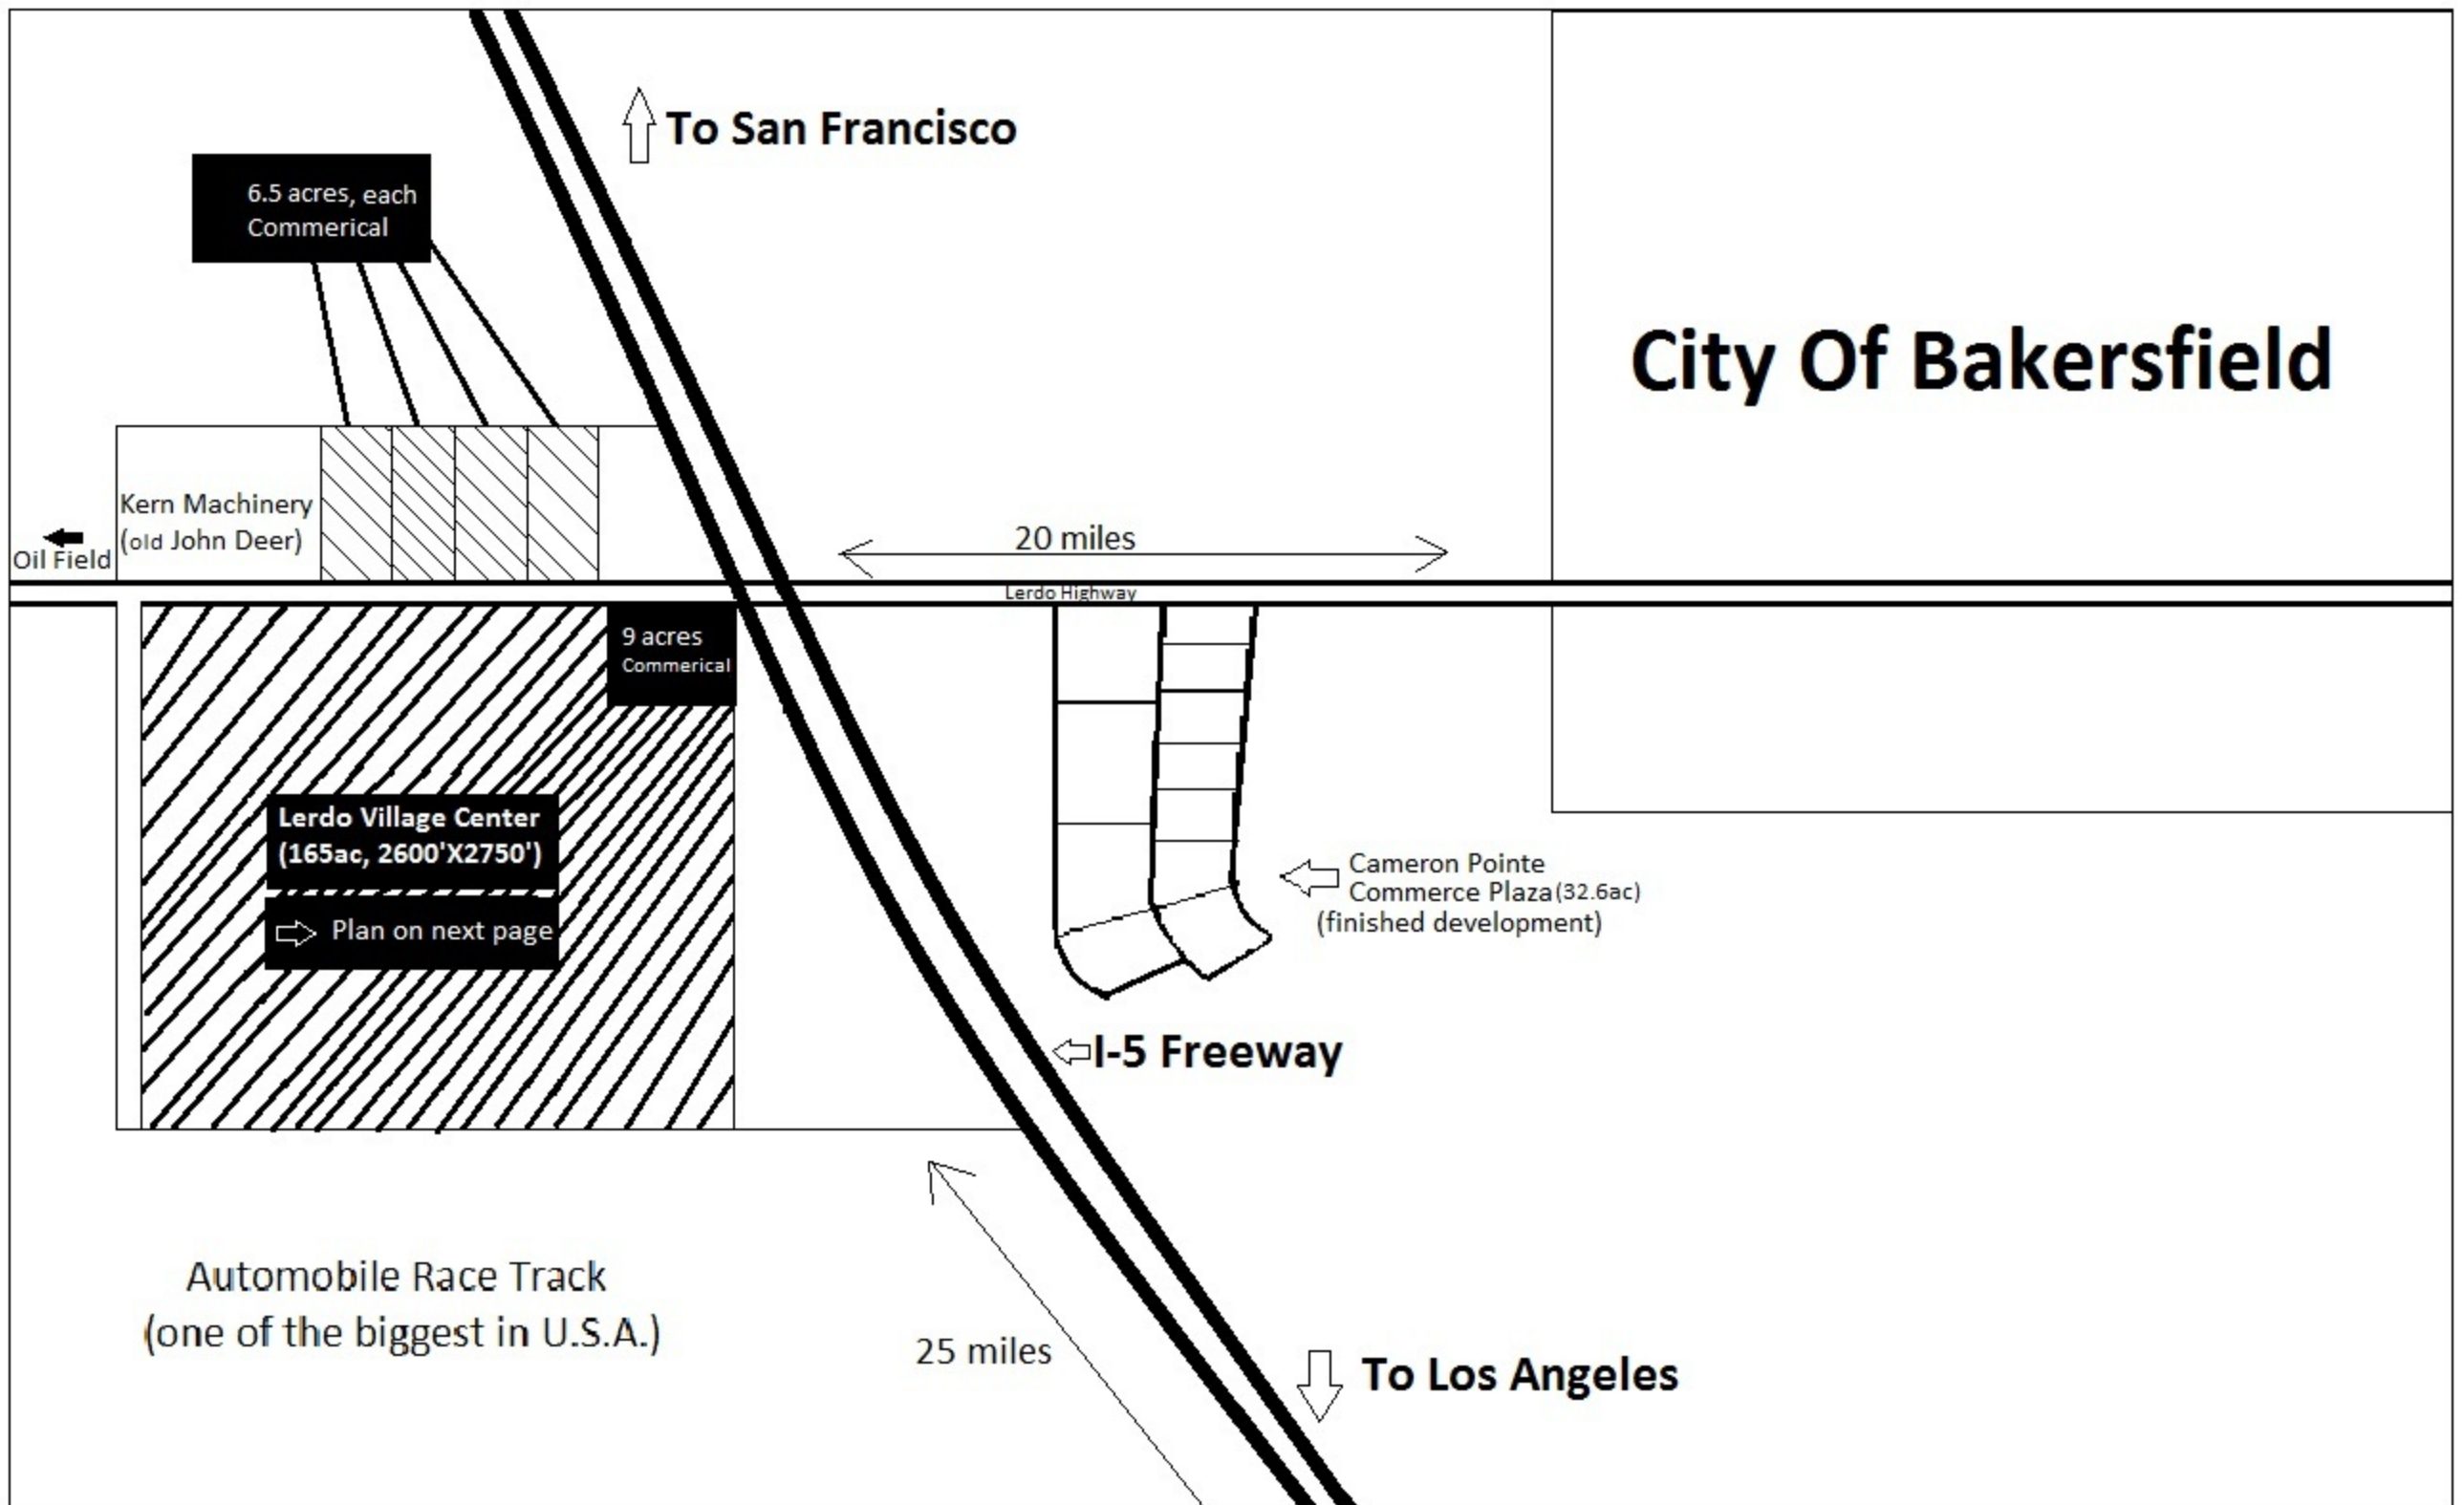 To San Francisco
6.5 acres, each
Commerical
City Of Bakersfield
Kern Machinery
(old John Deer)
Oil Field
20 miles
Lerdo Highway
9 acres
Commerical
Lerdo Village Center
(165ac, 2600'X2750')
Plan on next page
Cameron Pointe
Commerce Plaza(32.6ac)
(finished development)
I-5 Freeway
Automobile Race Track
(one of the biggest in U.S.A.)
25 miles
To Los Angeles